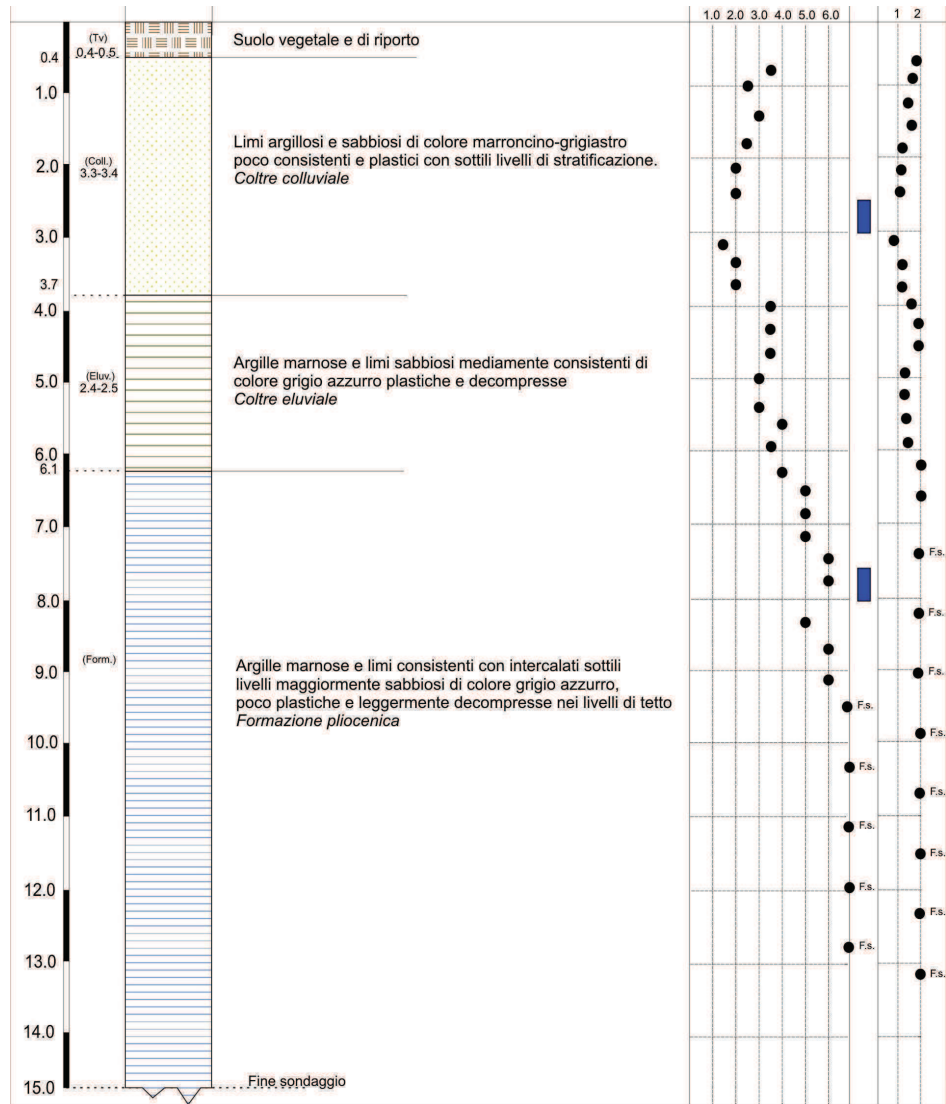 1.0 2.0 3.0 4.0 5.0 6.0 1 2
(Tv)
0.4-0.5
Suolo vegetale e di riporto
0.4
1.0
Limi argillosi e sabbiosi di colore marroncino-grigiastro
(Coll.)
poco consistenti e plastici con sottili livelli di stratificazione.
2.0
3.3-3.4
Coltre colluviale
3.0
3.7
4.0
Argille marnose e limi sabbiosi mediamente consistenti di
(Eluv.)
colore grigio azzurro plastiche e decompresse
5.0
2.4-2.5
Coltre eluviale
6.0
6.1
7.0
F.s.
8.0
F.s.
(Form.)
Argille marnose e limi consistenti con intercalati sottili
9.0
livelli maggiormente sabbiosi di colore grigio azzurro,
F.s.
poco plastiche e leggermente decompresse nei livelli di tetto
F.s.
Formazione pliocenica
F.s.
10.0
F.s.
F.s.
11.0
F.s.
F.s.
12.0
F.s.
F.s.
13.0
F.s.
F.s.
14.0
Fine sondaggio
15.0